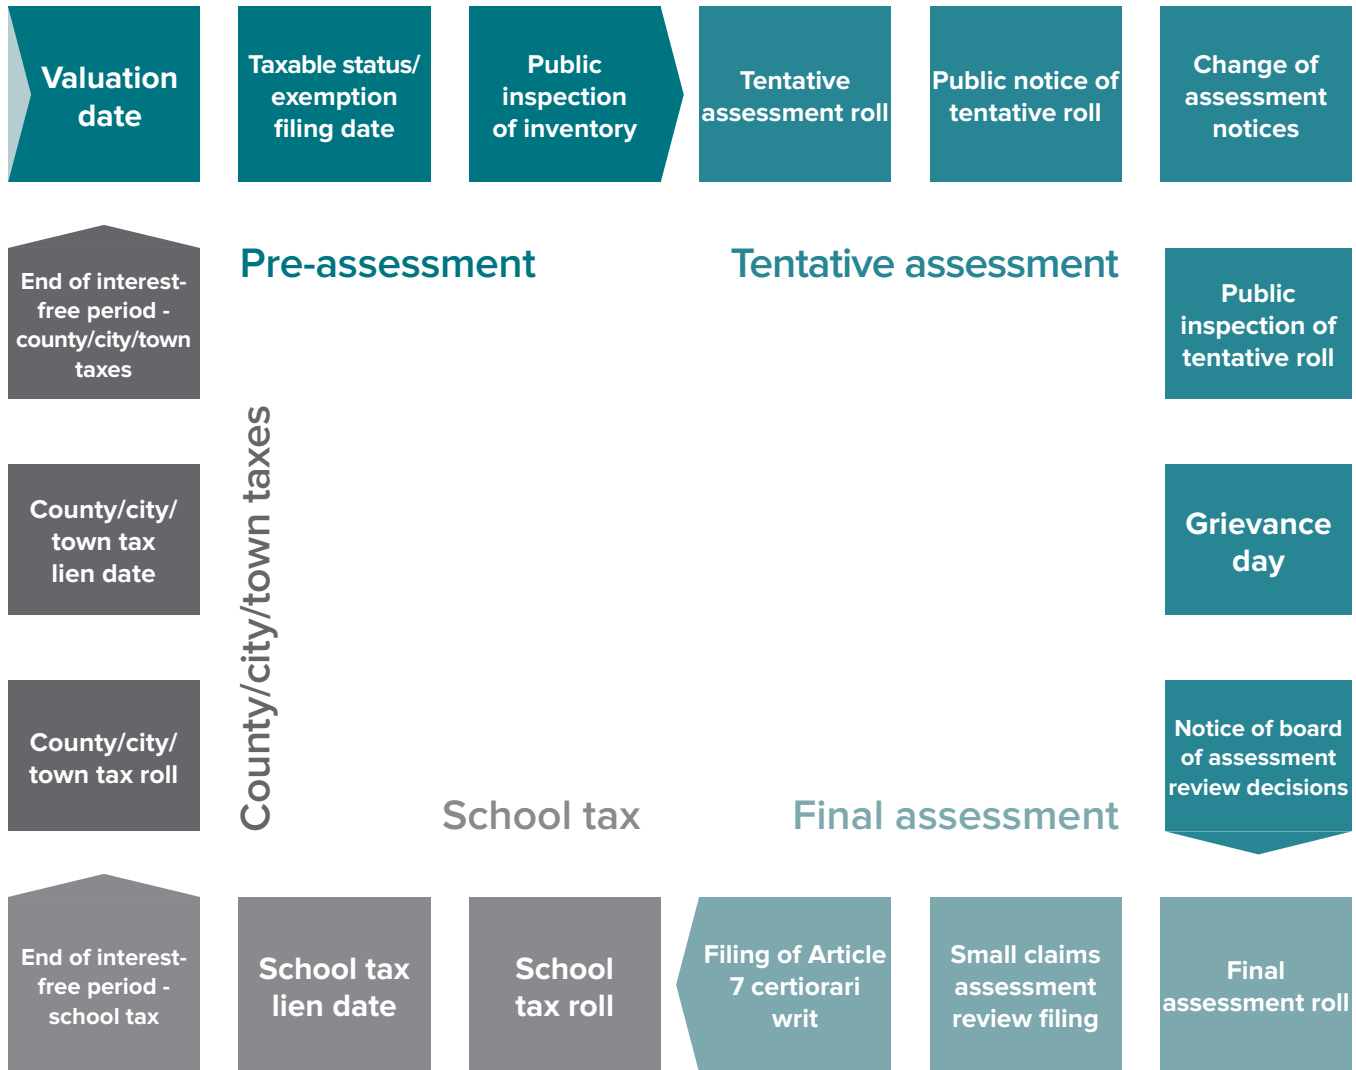 Valuation
date
Taxable status/
exemption
filing date
Public
inspection
of inventory
Tentative
assessment roll
Public notice of
tentative roll
Change of
assessment
notices
Pre-assessment
Tentative assessment
End of interest-
free period -
county/city/town
taxes
Public
inspection of
tentative roll
County/city/town taxes
County/city/
town tax
lien date
Grievance
day
County/city/
town tax roll
Notice of board
of assessment
review decisions
School tax
Final assessment
End of interest-
free period -
school tax
School tax
lien date
School
tax roll
Filing of Article
7 certiorari
writ
Small claims
assessment
review filing
Final
assessment roll